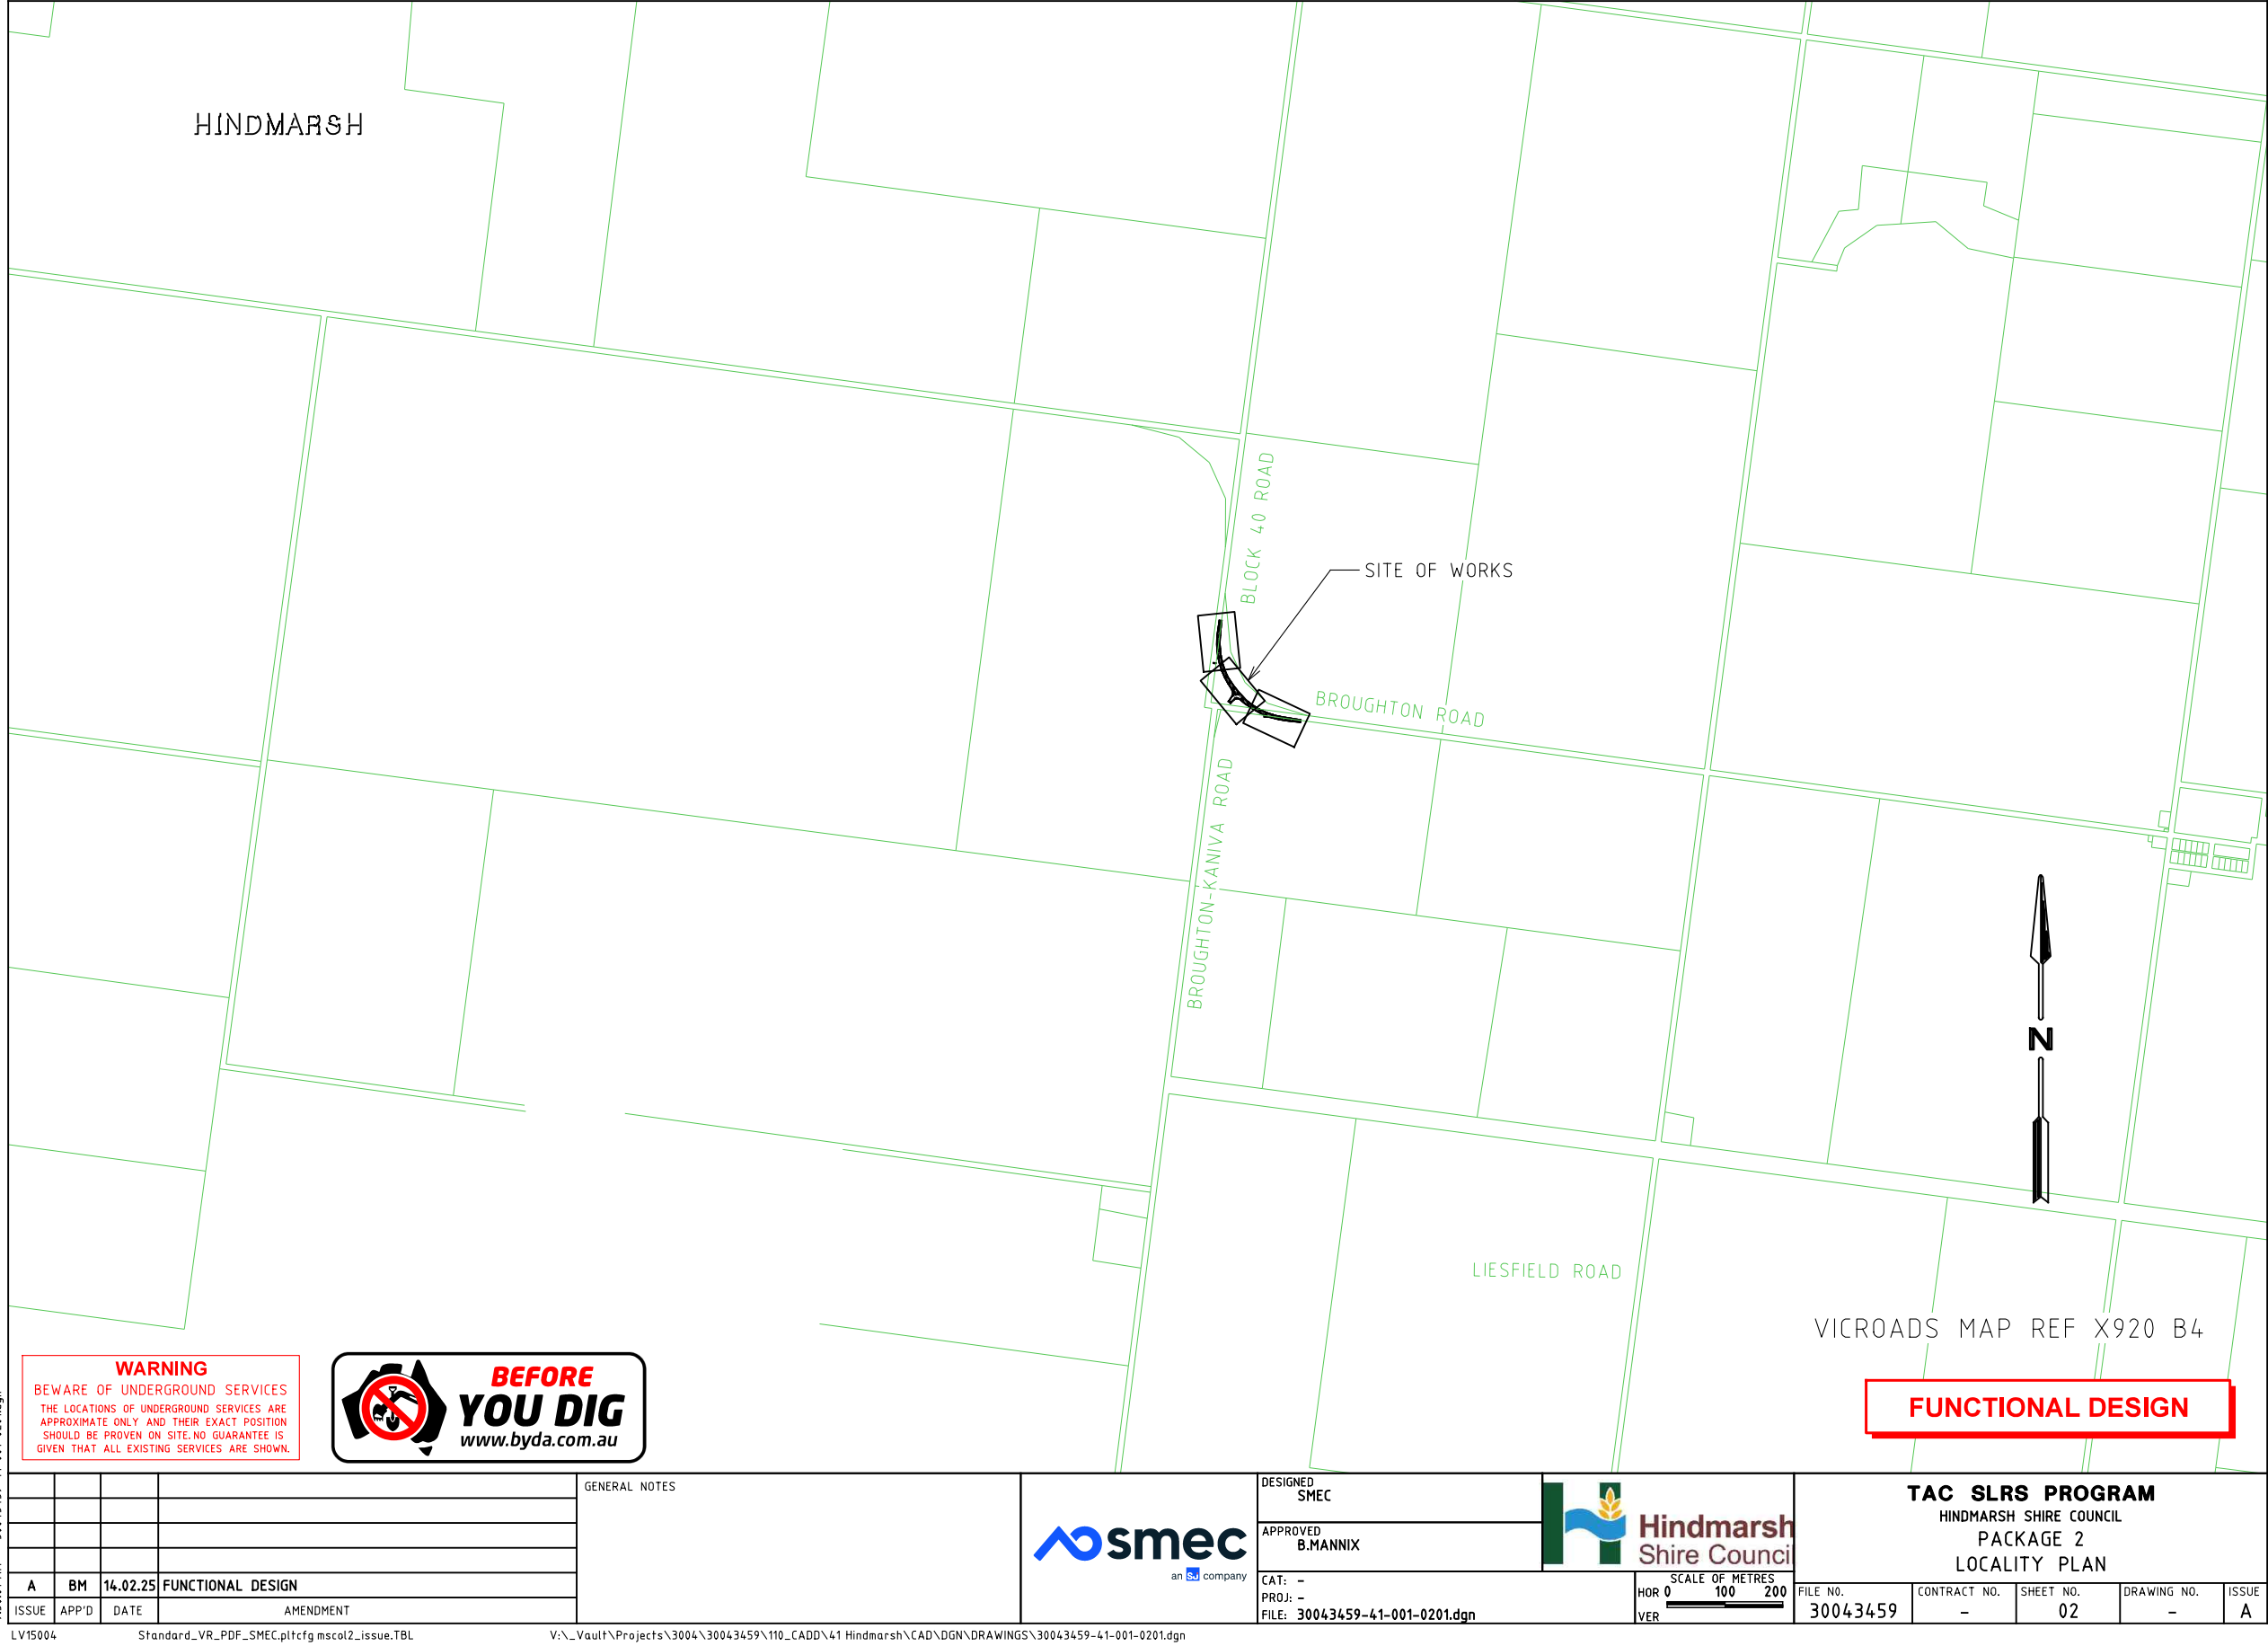 HINDMARSH
BLOCK 40 ROAD
SITE OF WORKS
BROUGHTON ROAD
BROUGHTON-KANIVA ROAD
N
LIESFIELD ROAD
VICROADS MAP REF X920 B4
FUNCTIONAL DESIGN
WARNING
BEWARE OF UNDERGROUND SERVICES
THE LOCATIONS OF UNDERGROUND SERVICES ARE
APPROXIMATE ONLY AND THEIR EXACT POSITION
SHOULD BE PROVEN ON SITE. NO GUARANTEE IS
GIVEN THAT ALL EXISTING SERVICES ARE SHOWN.
BEFORE
YOU DIG
www.byda.com.au
A BM 14.02.25 FUNCTIONAL DESIGN
ISSUE APP'D DATE AMENDMENT
GENERAL NOTES
smec
an SJ company
DESIGNED
SMEC
APPROVED
B.MANNIX
CAT: -
PROJ: -
FILE: 30043459-41-001-0201.dgn
Hindmarsh
Shire Council
SCALE OF METRES
HOR 0 100 200
VER
TAC SLRS PROGRAM
HINDMARSH SHIRE COUNCIL
PACKAGE 2
LOCALITY PLAN
FILE NO. CONTRACT NO. SHEET NO. DRAWING NO. ISSUE
30043459 - 02 - A
LV15004 Standard_VR_PDF_SMEC.pltcfg mscol2_issue.TBL V:\_Vault\Projects\3004\30043459\110_CADD\41 Hindmarsh\CAD\DGN\DRAWINGS\30043459-41-001-0201.dgn